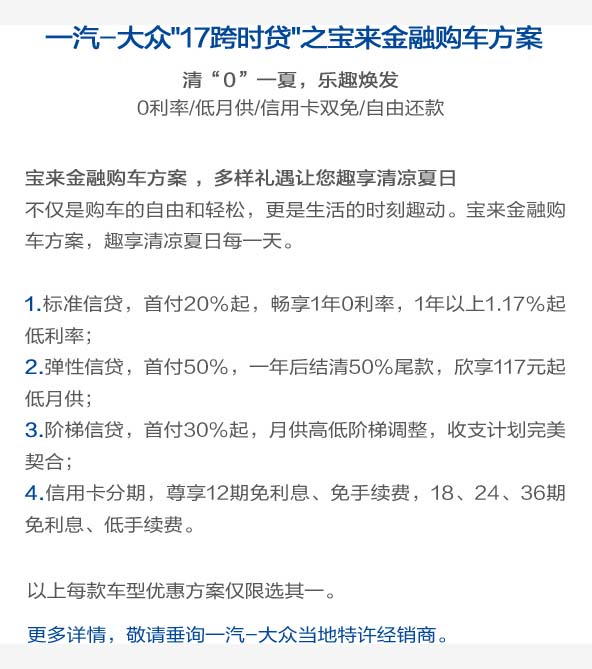 一汽-大众"17跨时贷"之宝来金融购车方案
清“0”一夏，乐趣焕发
0利率/低月供/信用卡双免/自由还款
宝来金融购车方案 ，多样礼遇让您趣享清凉夏日
不仅是购车的自由和轻松，更是生活的时刻趣动。宝来金融购
车方案，趣享清凉夏日每一天。
1.标准信贷，首付20%起，畅享1年0利率，1年以上1.17%起
低利率；
2.弹性信贷，首付50%，一年后结清50%尾款，欣享117元起
低月供；
3.阶梯信贷，首付30%起，月供高低阶梯调整，收支计划完美
契合；
4.信用卡分期，尊享12期免利息、免手续费，18、24、36期
免利息、低手续费。
以上每款车型优惠方案仅限选其一。
更多详情，敬请垂询一汽-大众当地特许经销商。